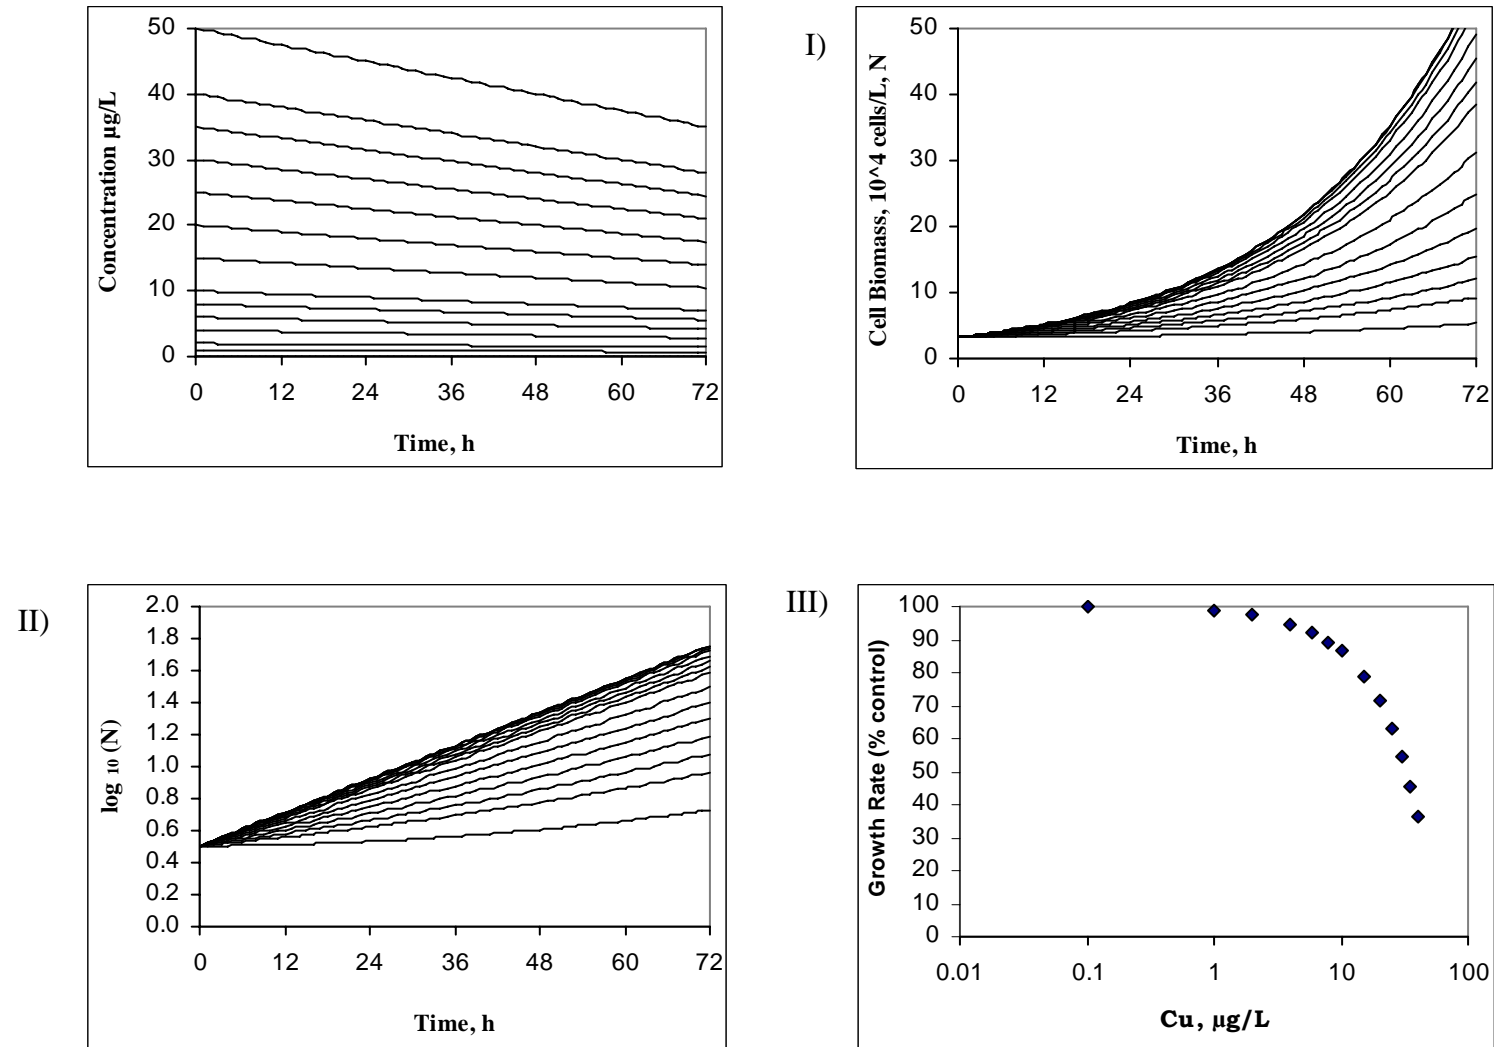 50
40
30
20
10
0
0 12 24 36 48 60 72
Concentration µg/L
Time, h
I)
50
40
30
20
10
0
0 12 24 36 48 60 72
Cell Biomass, 10^4 cells/L, N
Time, h
II)
2.0
1.8
1.6
1.4
1.2
1.0
0.8
0.6
0.4
0.2
0.0
0 12 24 36 48 60 72
log 10 (N)
Time, h
III)
100
90
80
70
60
50
40
30
20
10
0
0.01 0.1 1 10 100
Growth Rate (% control)
Cu, µg/L